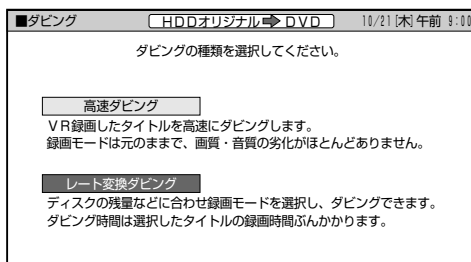 ■ダビング HDDオリジナル➡DVD 10/21[木]午前 9:00
ダビングの種類を選択してください。
高速ダビング
VR録画したタイトルを高速にダビングします。
録画モードは元のままで、画質・音質の劣化がほとんどありません。
レート変換ダビング
ディスクの残量などに合わせ録画モードを選択し、ダビングできます。
ダビング時間は選択したタイトルの録画時間ぶんかかります。